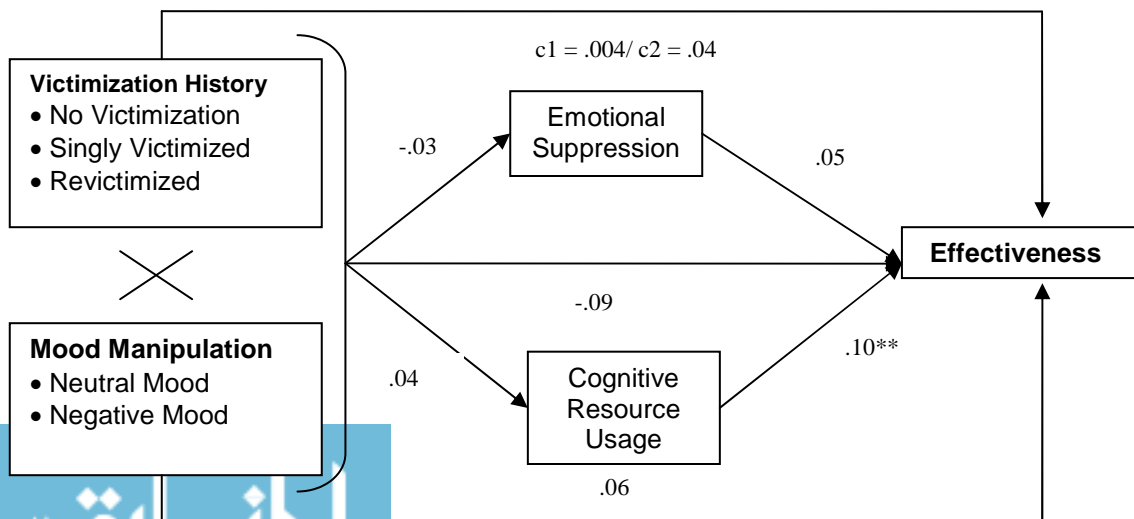 c1 = .004/ c2 = .04
Victimization History
• No Victimization
• Singly Victimized
• Revictimized
Emotional
Suppression
-.03
.05
Effectiveness
-.09
Mood Manipulation
• Neutral Mood
• Negative Mood
.04
Cognitive
Resource
Usage
.10**
.06